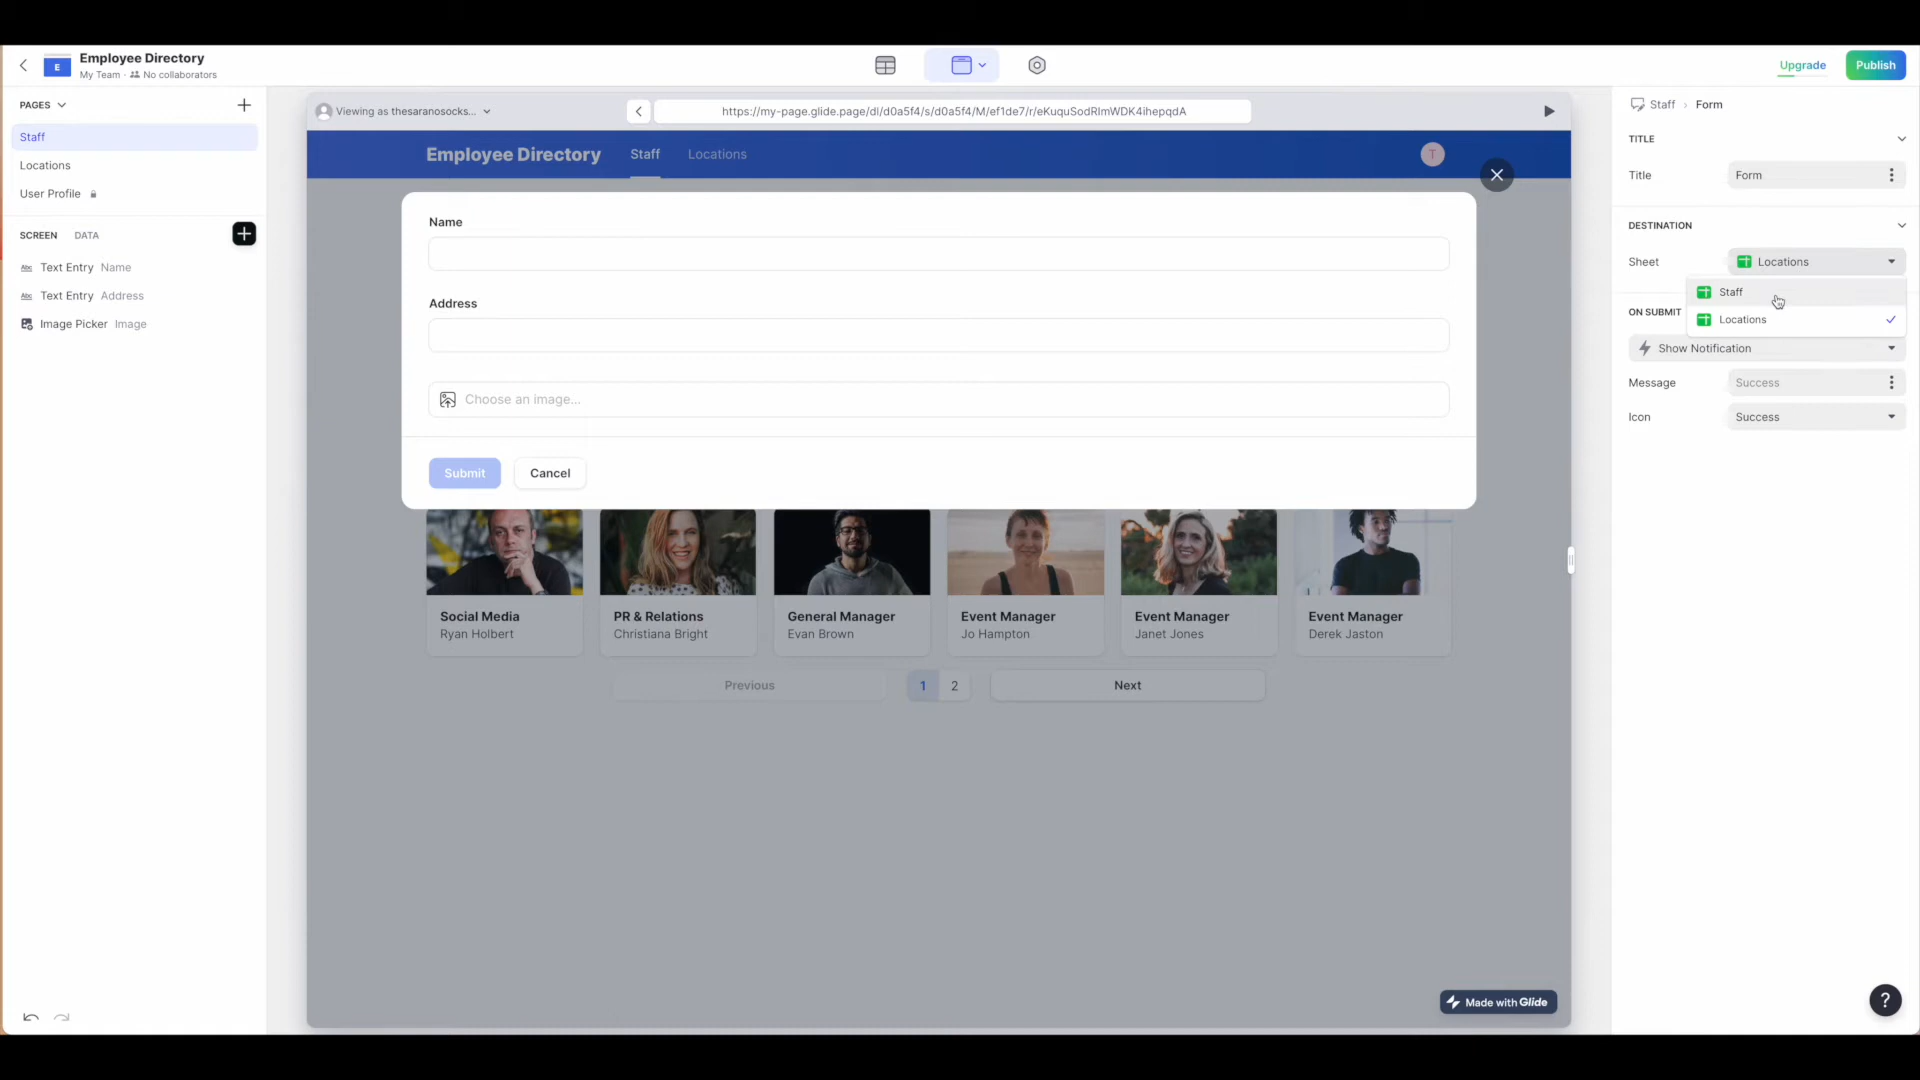 E
Employee Directory
My Team · No collaborators
Upgrade
Publish
PAGES
Staff
Locations
User Profile
SCREEN DATA
Abc Text Entry Name
Abc Text Entry Address
Image Picker Image
Viewing as thesaranosocks...
https://my-page.glide.page/dl/d0a5f4/s/d0a5f4/M/ef1de7/r/eKuquSodRlmWDK4ihepqdA
Employee Directory Staff Locations
T
Name
Address
Choose an image...
Submit Cancel
Social Media
Ryan Holbert
PR & Relations
Christiana Bright
General Manager
Evan Brown
Event Manager
Jo Hampton
Event Manager
Janet Jones
Event Manager
Derek Jaston
Previous 1 2 Next
Made with Glide
Staff › Form
TITLE
Title Form
DESTINATION
Sheet Locations
Staff
ON SUBMIT
Locations
Show Notification
Message Success
Icon Success
?